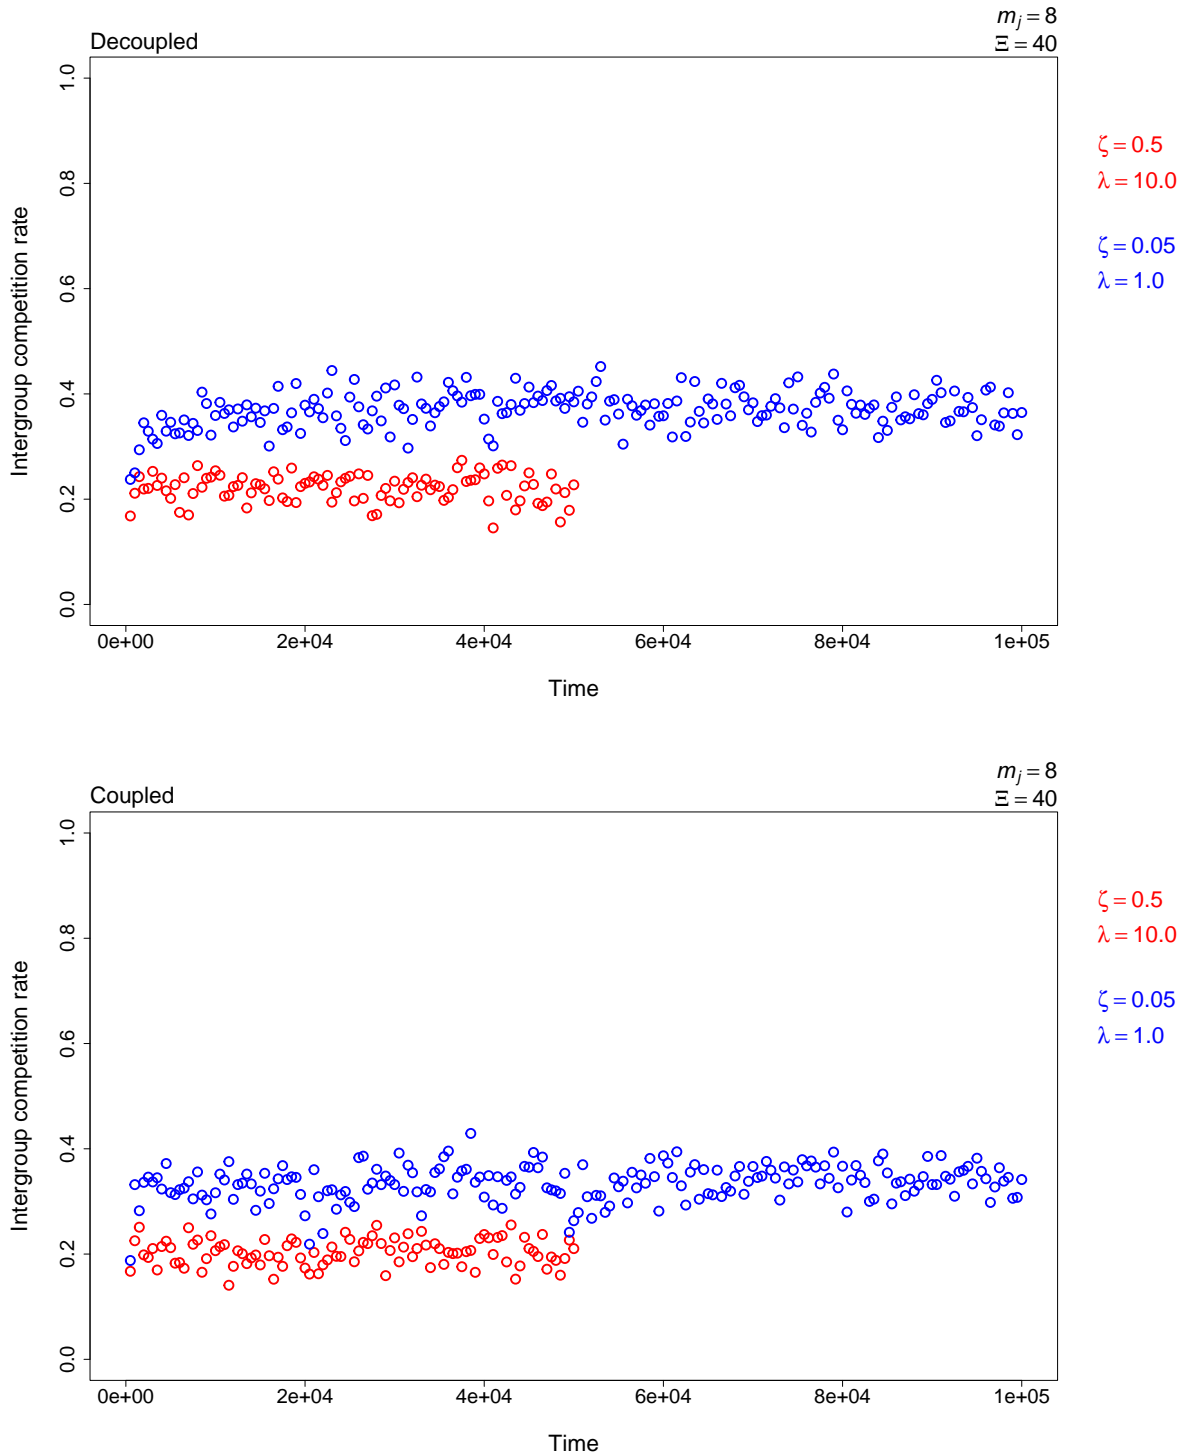 Decoupled
mj = 8
Ξ = 40
Intergroup competition rate
1.0
0.8
0.6
0.4
0.2
0.0
0e+00 2e+04 4e+04 6e+04 8e+04 1e+05
Time
ζ = 0.5
λ = 10.0
ζ = 0.05
λ = 1.0
Coupled
mj = 8
Ξ = 40
Intergroup competition rate
1.0
0.8
0.6
0.4
0.2
0.0
0e+00 2e+04 4e+04 6e+04 8e+04 1e+05
Time
ζ = 0.5
λ = 10.0
ζ = 0.05
λ = 1.0